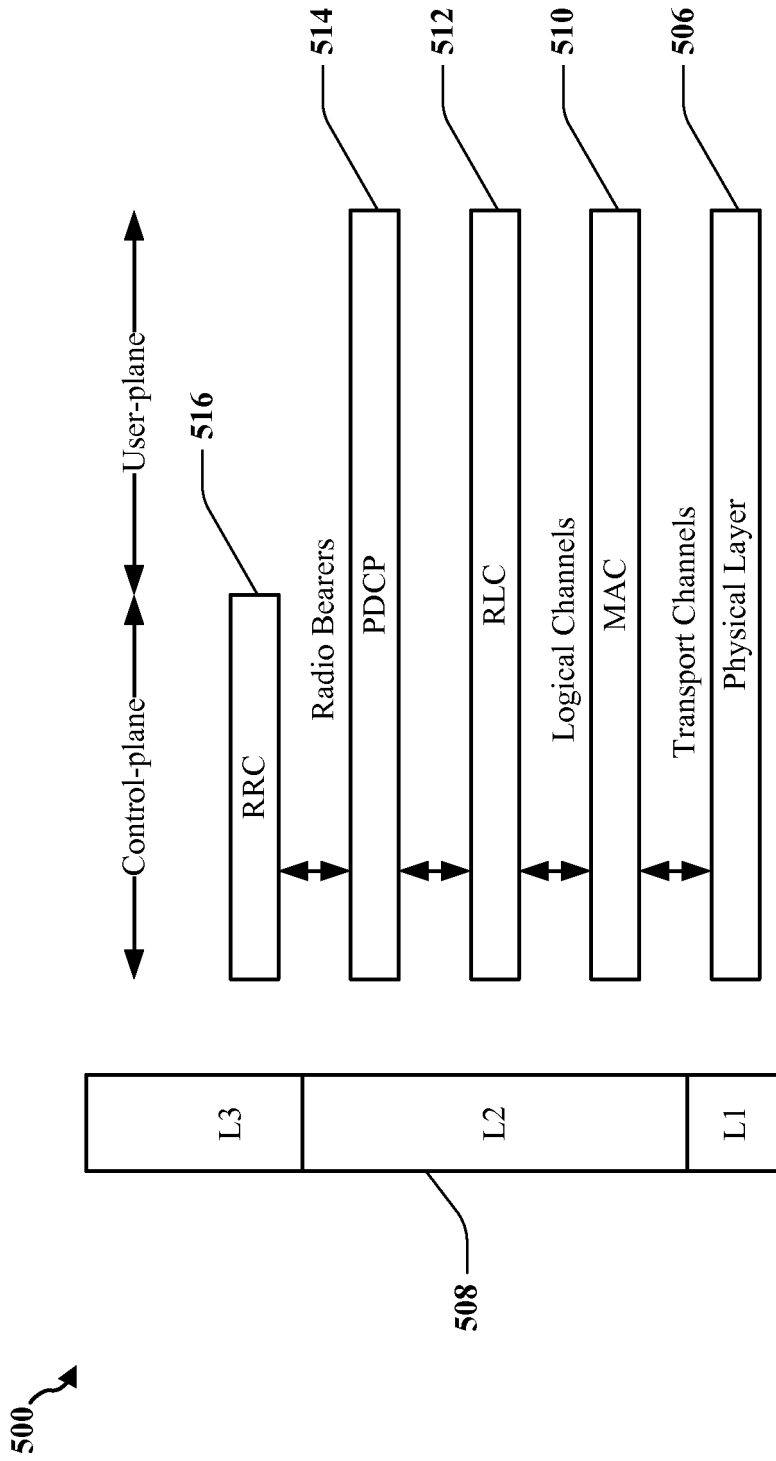 500
Control-plane
User-plane
516
L3
RRC
Radio Bearers
514
PDCP
508
L2
512
RLC
Logical Channels
510
MAC
Transport Channels
506
L1
Physical Layer